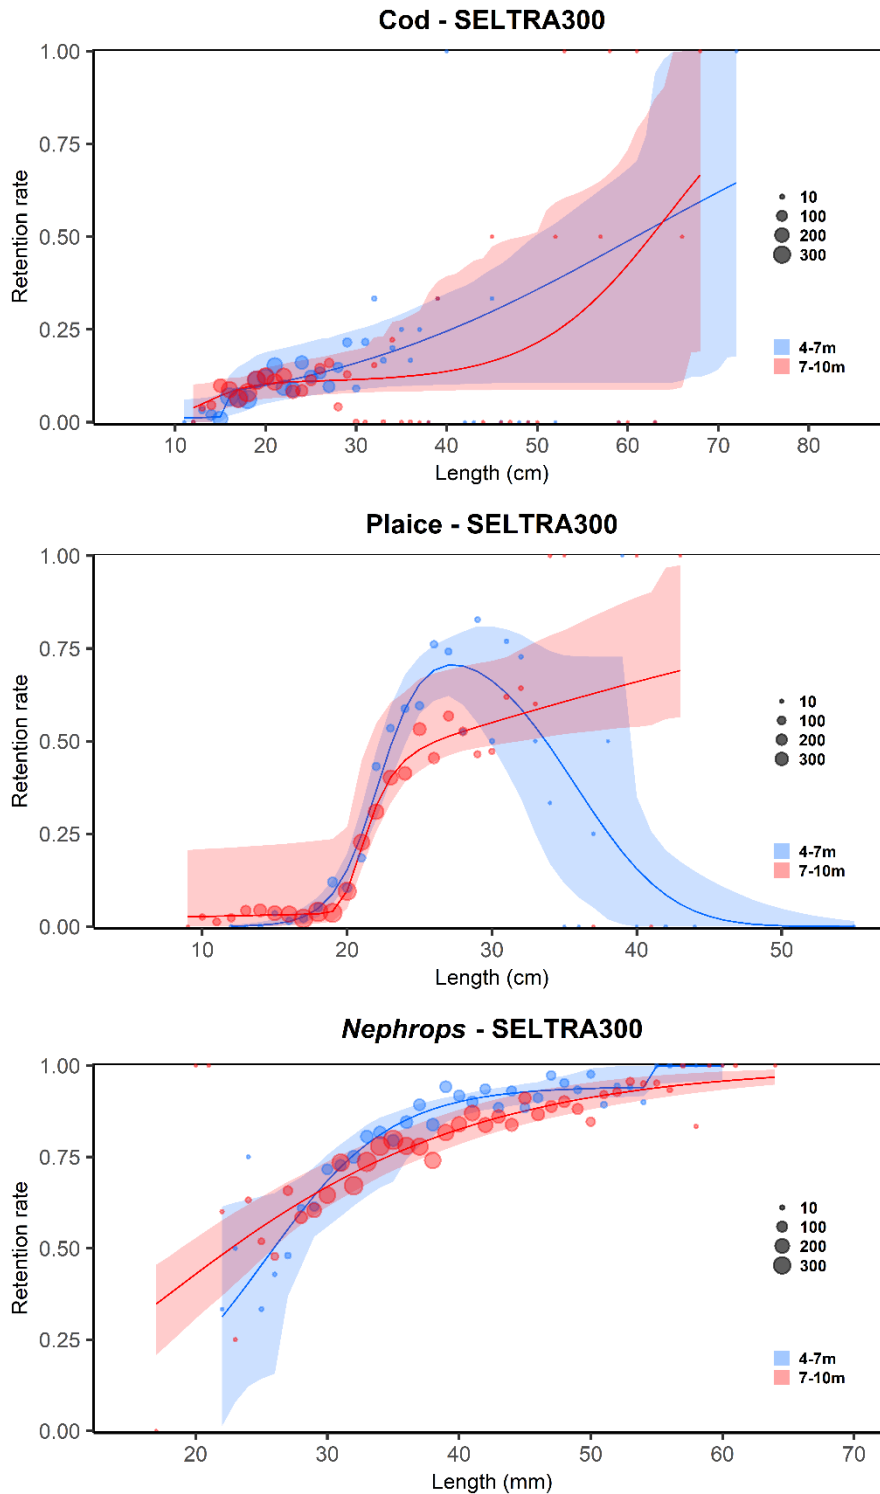 Cod - SELTRA300
1.00
0.75
0.50
0.25
0.00
Retention rate
10
100
200
300
4-7m
7-10m
10 20 30 40 50 60 70 80
Length (cm)
Plaice - SELTRA300
1.00
0.75
0.50
0.25
0.00
Retention rate
10
100
200
300
4-7m
7-10m
10 20 30 40 50
Length (cm)
Nephrops - SELTRA300
1.00
0.75
0.50
0.25
0.00
Retention rate
10
100
200
300
4-7m
7-10m
20 30 40 50 60 70
Length (mm)